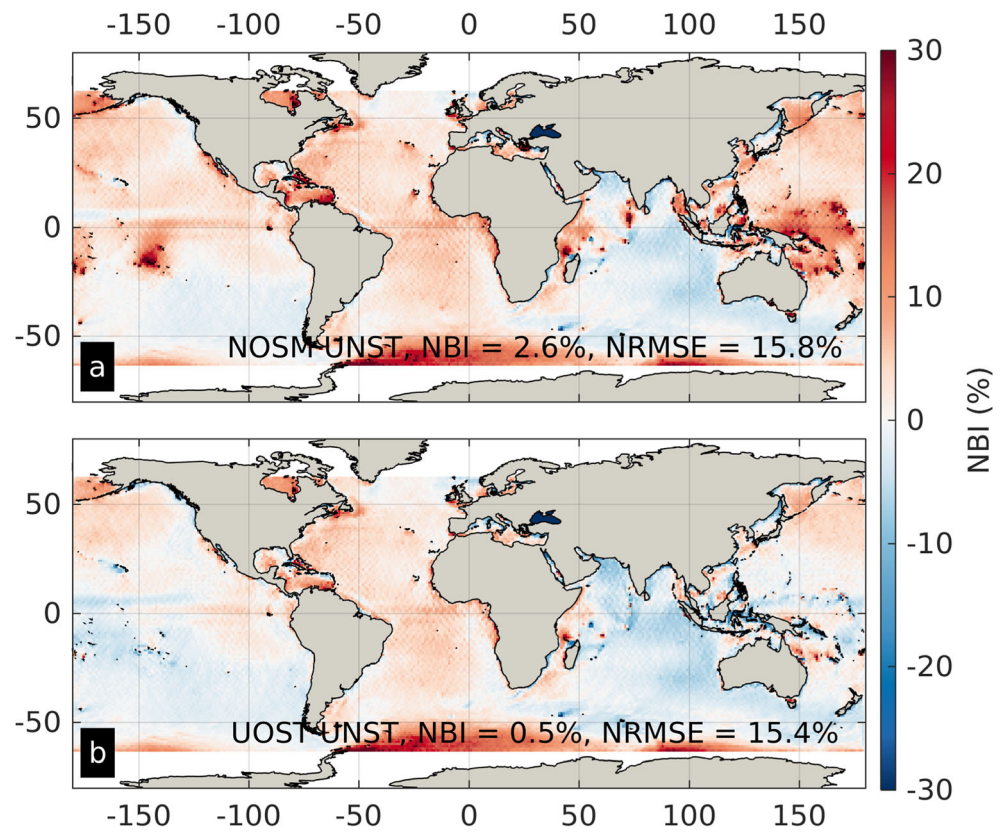 -150 -100 -50 0 50 100 150
50
0
-50
a
NOSM-UNST, NBI = 2.6%, NRMSE = 15.8%
50
0
-50
b
UOST-UNST, NBI = 0.5%, NRMSE = 15.4%
-150 -100 -50 0 50 100 150
30
20
10
0
-10
-20
-30
NBI (%)